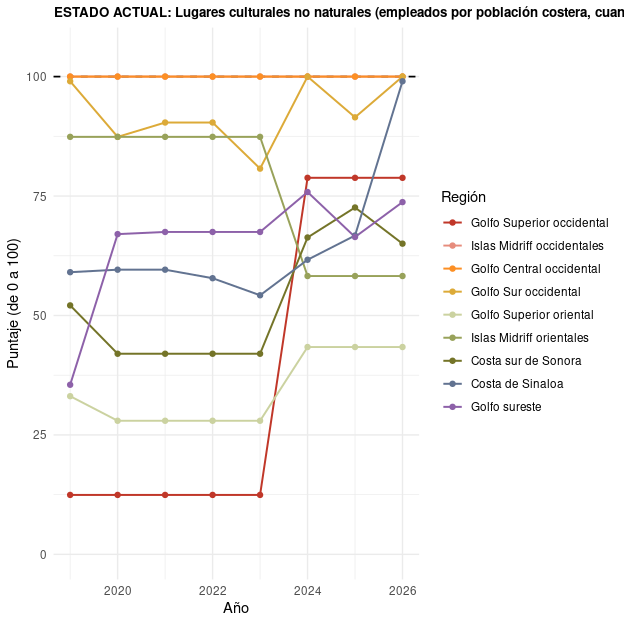 ESTADO ACTUAL: Lugares culturales no naturales (empleados por población costera, cuan
100
75
50
25
0
Puntaje (de 0 a 100)
2020
2022
2024
2026
Año
Región
Golfo Superior occidental
Islas Midriff occidentales
Golfo Central occidental
Golfo Sur occidental
Golfo Superior oriental
Islas Midriff orientales
Costa sur de Sonora
Costa de Sinaloa
Golfo sureste